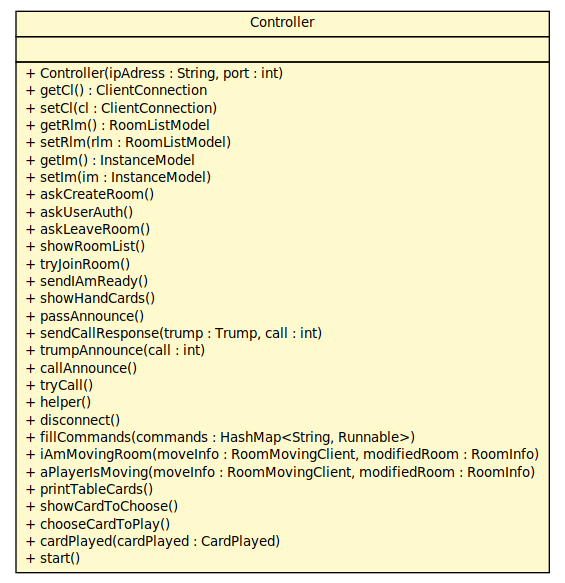 Controller
+ Controller(ipAdress : String, port : int)
+ getCl() : ClientConnection
+ setCl(cl : ClientConnection)
+ getRlm() : RoomListModel
+ setRlm(rlm : RoomListModel)
+ getIm() : InstanceModel
+ setIm(im : InstanceModel)
+ askCreateRoom()
+ askUserAuth()
+ askLeaveRoom()
+ showRoomList()
+ tryJoinRoom()
+ sendIAmReady()
+ showHandCards()
+ passAnnounce()
+ sendCallResponse(trump : Trump, call : int)
+ trumpAnnounce(call : int)
+ callAnnounce()
+ tryCall()
+ helper()
+ disconnect()
+ fillCommands(commands : HashMap<String, Runnable>)
+ iAmMovingRoom(moveInfo : RoomMovingClient, modifiedRoom : RoomInfo)
+ aPlayerIsMoving(moveInfo : RoomMovingClient, modifiedRoom : RoomInfo)
+ printTableCards()
+ showCardToChoose()
+ chooseCardToPlay()
+ cardPlayed(cardPlayed : CardPlayed)
+ start()